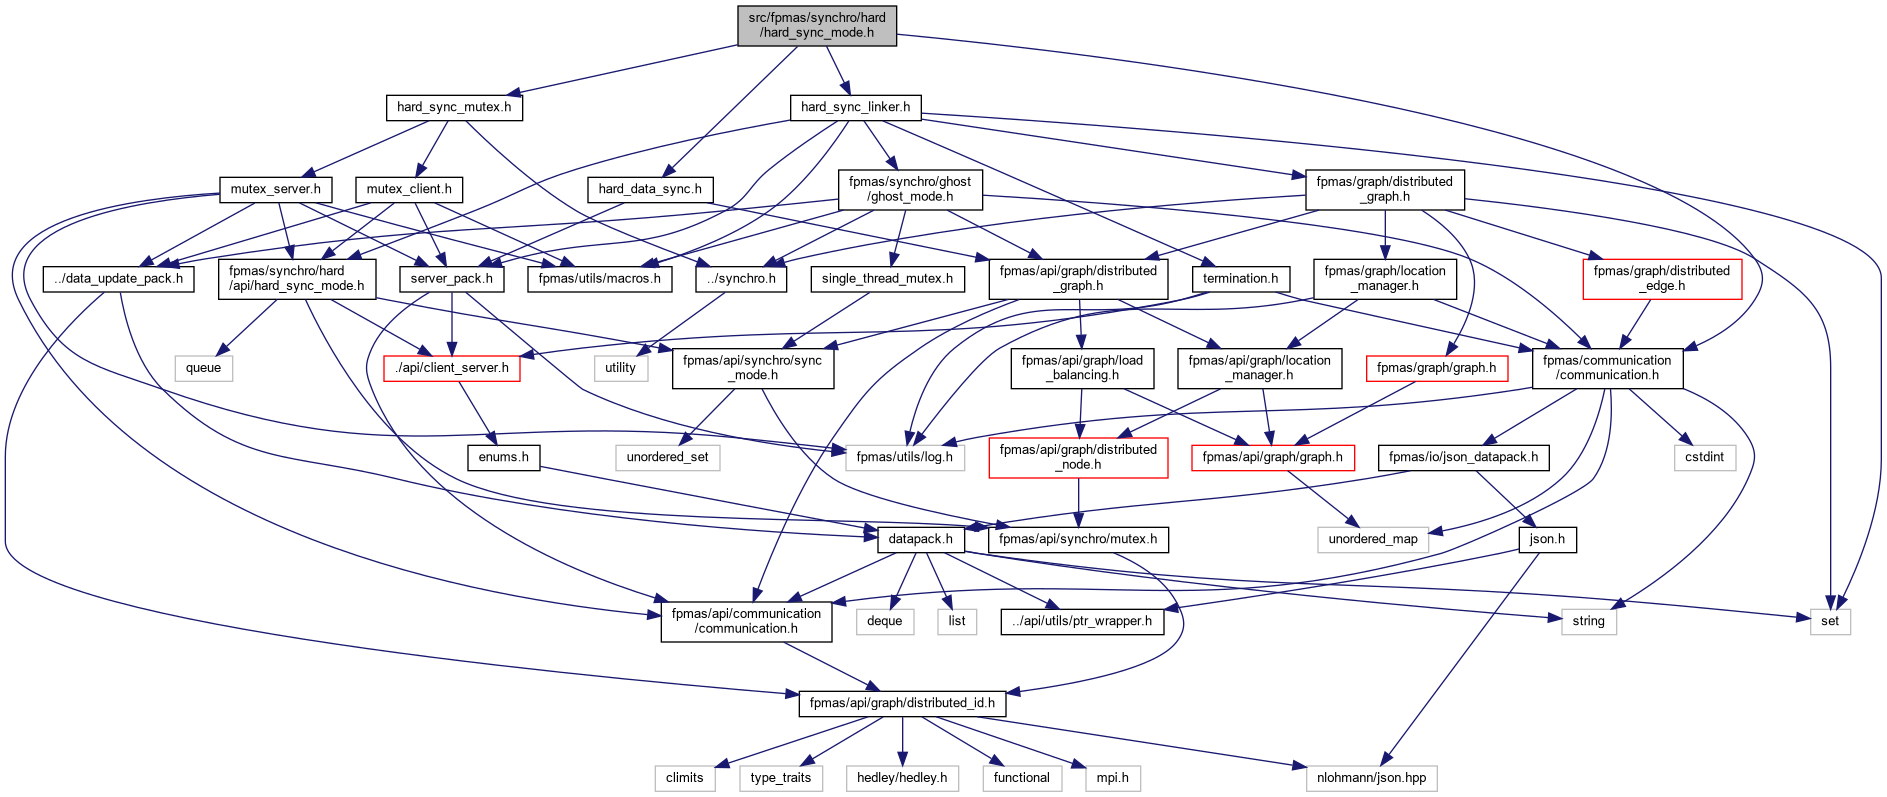 src/fpmas/synchro/hard
/hard_sync_mode.h
hard_sync_mutex.h
hard_sync_linker.h
mutex_server.h
mutex_client.h
hard_data_sync.h
fpmas/synchro/ghost
/ghost_mode.h
fpmas/graph/distributed
_graph.h
../data_update_pack.h
fpmas/synchro/hard
/api/hard_sync_mode.h
server_pack.h
fpmas/utils/macros.h
../synchro.h
single_thread_mutex.h
fpmas/api/graph/distributed
_graph.h
termination.h
fpmas/graph/location
_manager.h
fpmas/graph/distributed
_edge.h
queue
./api/client_server.h
utility
fpmas/api/synchro/sync
_mode.h
fpmas/api/graph/load
_balancing.h
fpmas/api/graph/location
_manager.h
fpmas/graph/graph.h
fpmas/communication
/communication.h
enums.h
unordered_set
fpmas/utils/log.h
fpmas/api/graph/distributed
_node.h
fpmas/api/graph/graph.h
fpmas/io/json_datapack.h
cstdint
datapack.h
fpmas/api/synchro/mutex.h
unordered_map
json.h
fpmas/api/communication
/communication.h
deque
list
../api/utils/ptr_wrapper.h
string
set
fpmas/api/graph/distributed_id.h
climits
type_traits
hedley/hedley.h
functional
mpi.h
nlohmann/json.hpp